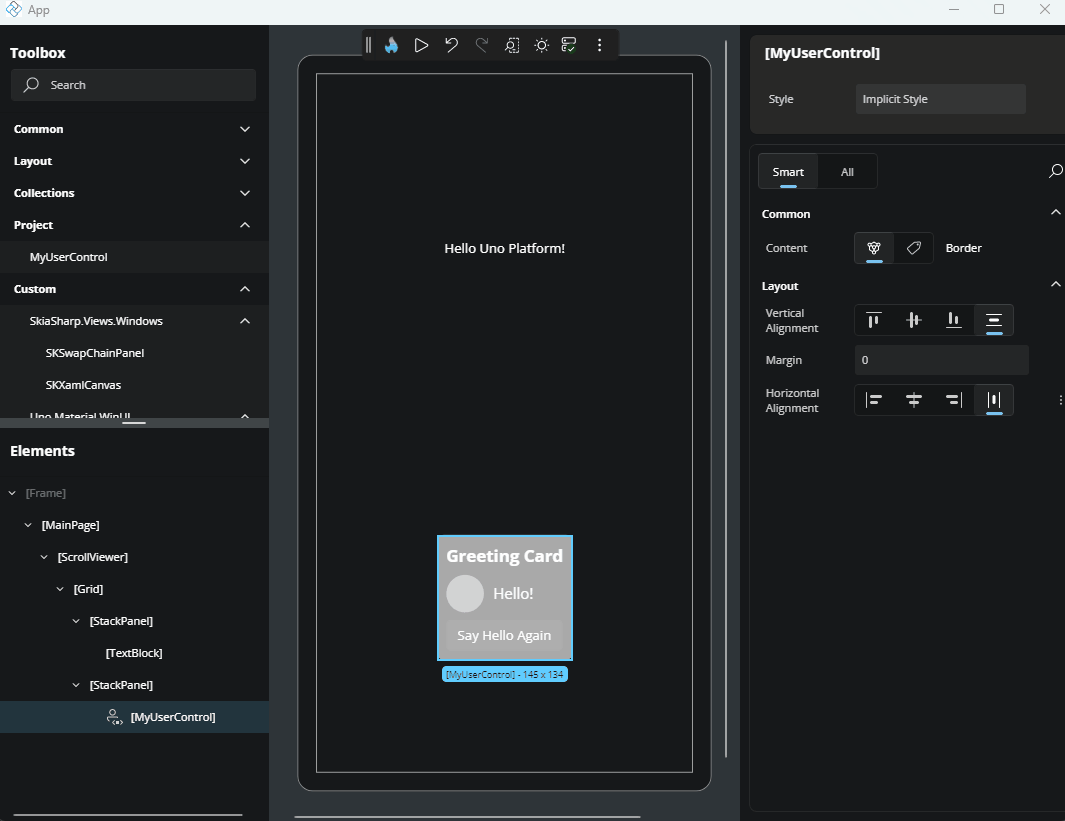 App
Toolbox
Search
Common
Layout
Collections
Project
MyUserControl
Custom
SkiaSharp.Views.Windows
SKSwapChainPanel
SKXamlCanvas
Uno.Material.WinUI
Elements
[Frame]
[MainPage]
[ScrollViewer]
[Grid]
[StackPanel]
[TextBlock]
[StackPanel]
[MyUserControl]
Hello Uno Platform!
Greeting Card
Hello!
Say Hello Again
[MyUserControl] - 145 x 134
[MyUserControl]
Style
Implicit Style
Smart
All
Common
Content
Border
Layout
Vertical
Alignment
Margin
0
Horizontal
Alignment